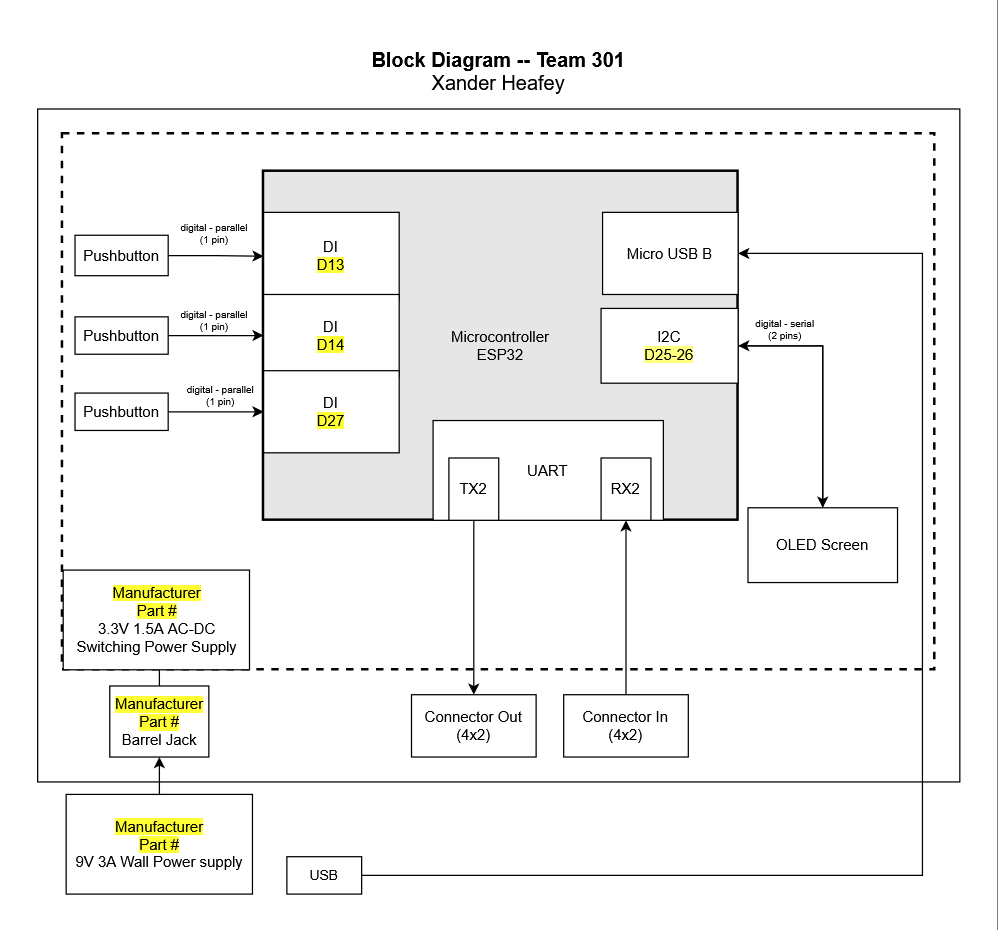 Block Diagram -- Team 301
Xander Heafey
digital - parallel
(1 pin)
Pushbutton
DI
D13
Micro USB B
digital - parallel
(1 pin)
Pushbutton
DI
D14
Microcontroller
ESP32
I2C
D25-26
digital - serial
(2 pins)
digital - parallel
(1 pin)
Pushbutton
DI
D27
UART
TX2
RX2
OLED Screen
Manufacturer
Part #
3.3V 1.5A AC-DC
Switching Power Supply
Manufacturer
Part #
Barrel Jack
Connector Out
(4x2)
Connector In
(4x2)
Manufacturer
Part #
9V 3A Wall Power supply
USB